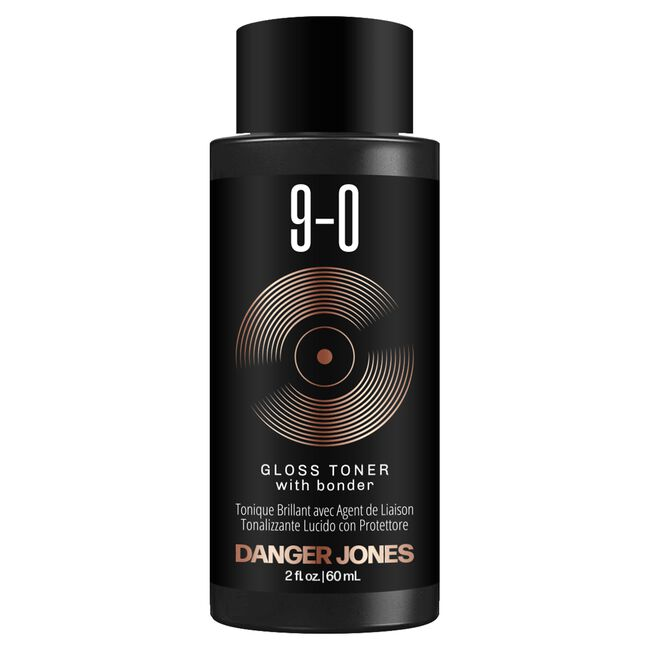 9-0
GLOSS TONER
with bonder
Tonique Brillant avec Agent de Liaison
Tonalizzante Lucido con Protettore
DANGER JONES
2 fl. oz. | 60 mL